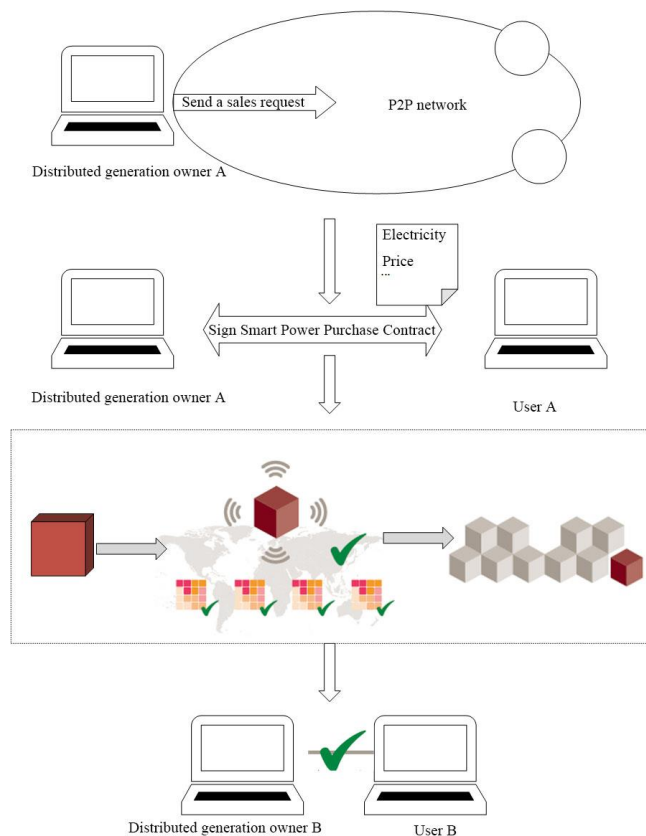 Send a sales request
P2P network
Distributed generation owner A
Electricity
Price
...
Sign Smart Power Purchase Contract
Distributed generation owner A
User A
Distributed generation owner B
User B